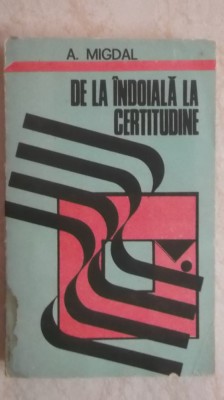 A. MIGDAL
DE LA ÎNDOIALĂ LA
CERTITUDINE